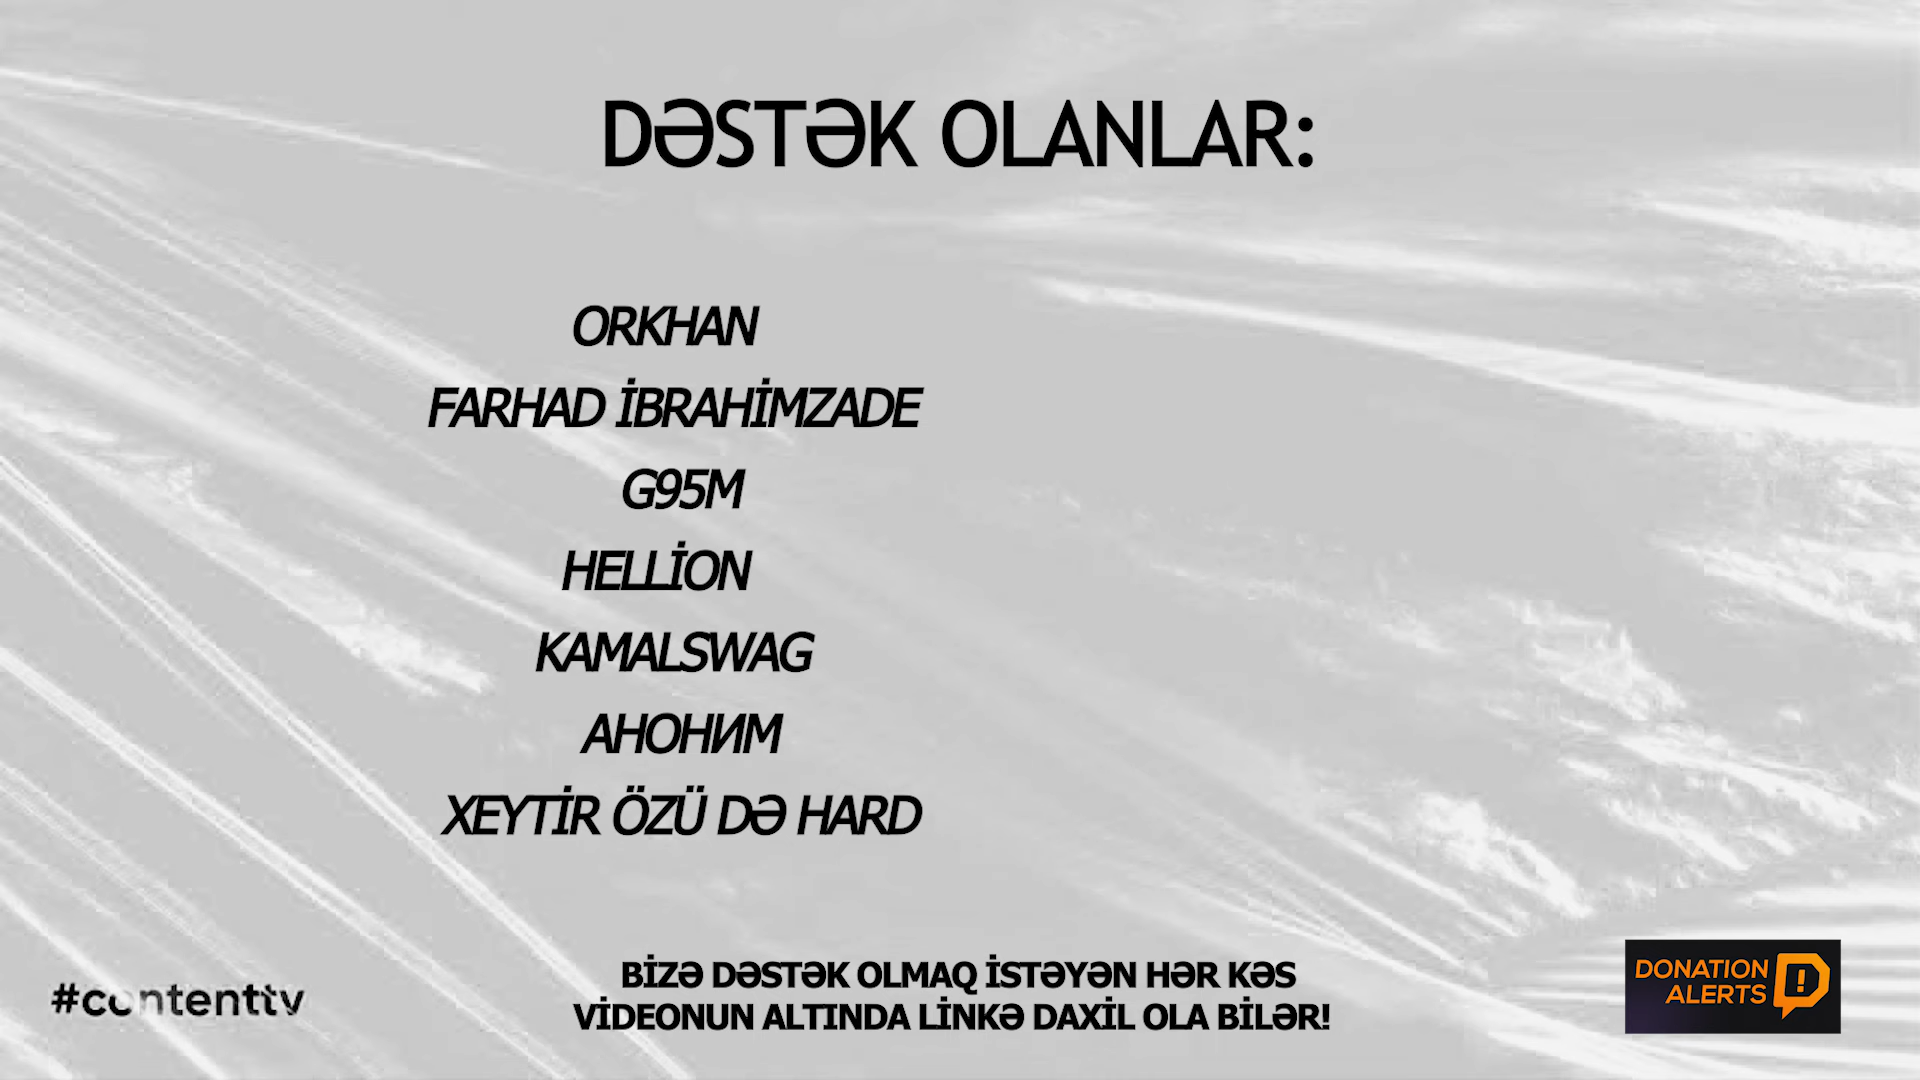 DƏSTƏK OLANLAR:
ORKHAN
FARHAD İBRAHİMZADE
G95M
HELLİON
KAMALSWAG
АНОНИМ
XEYTİR ÖZÜ DƏ HARD
BİZƏ DƏSTƏK OLMAQ İSTƏYƏN HƏR KƏS
VİDEONUN ALTINDA LİNKƏ DAXİL OLA BİLƏR!
#contenttv
DONATION
ALERTS